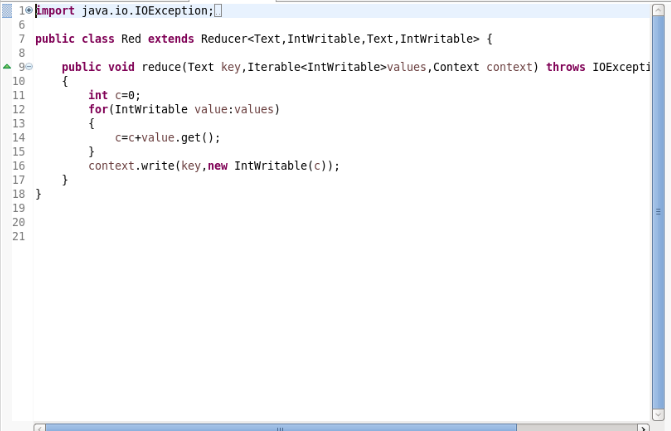 1 import java.io.IOException;
6
7 public class Red extends Reducer<Text,IntWritable,Text,IntWritable> {
8
9     public void reduce(Text key,Iterable<IntWritable>values,Context context) throws IOExcepti
10     {
11         int c=0;
12         for(IntWritable value:values)
13         {
14             c=c+value.get();
15         }
16         context.write(key,new IntWritable(c));
17     }
18 }
19
20
21